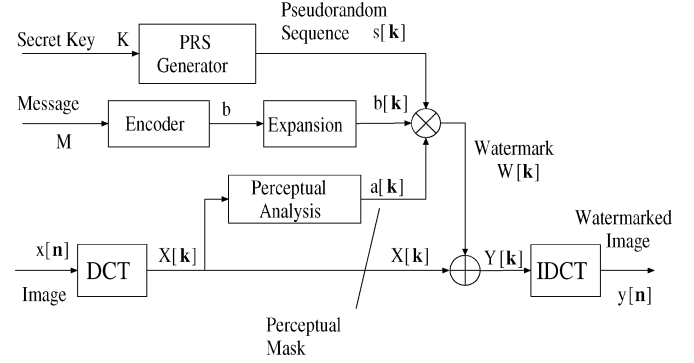 Pseudorandom
Sequence s[k]
Secret Key K
PRS
Generator
Message
M
Encoder
b
Expansion
b[k]
Watermark
W[k]
Perceptual
Analysis
a[k]
Watermarked
Image
x[n]
Image
DCT
X[k]
X[k]
Y[k]
IDCT
y[n]
Perceptual
Mask